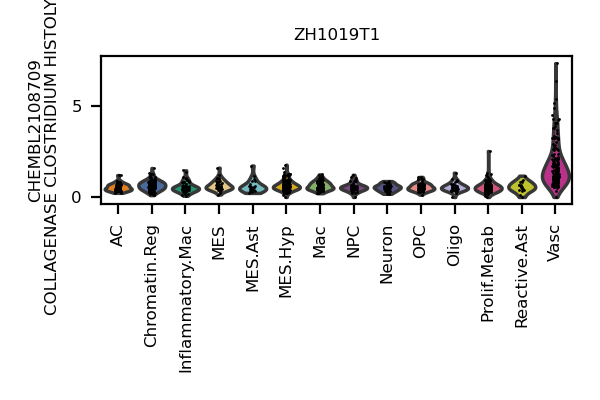 ZH1019T1
CHEMBL2108709
COLLAGENASE CLOSTRIDIUM HISTOLY
5
0
AC
Chromatin.Reg
Inflammatory.Mac
MES
MES.Ast
MES.Hyp
Mac
NPC
Neuron
OPC
Oligo
Prolif.Metab
Reactive.Ast
Vasc